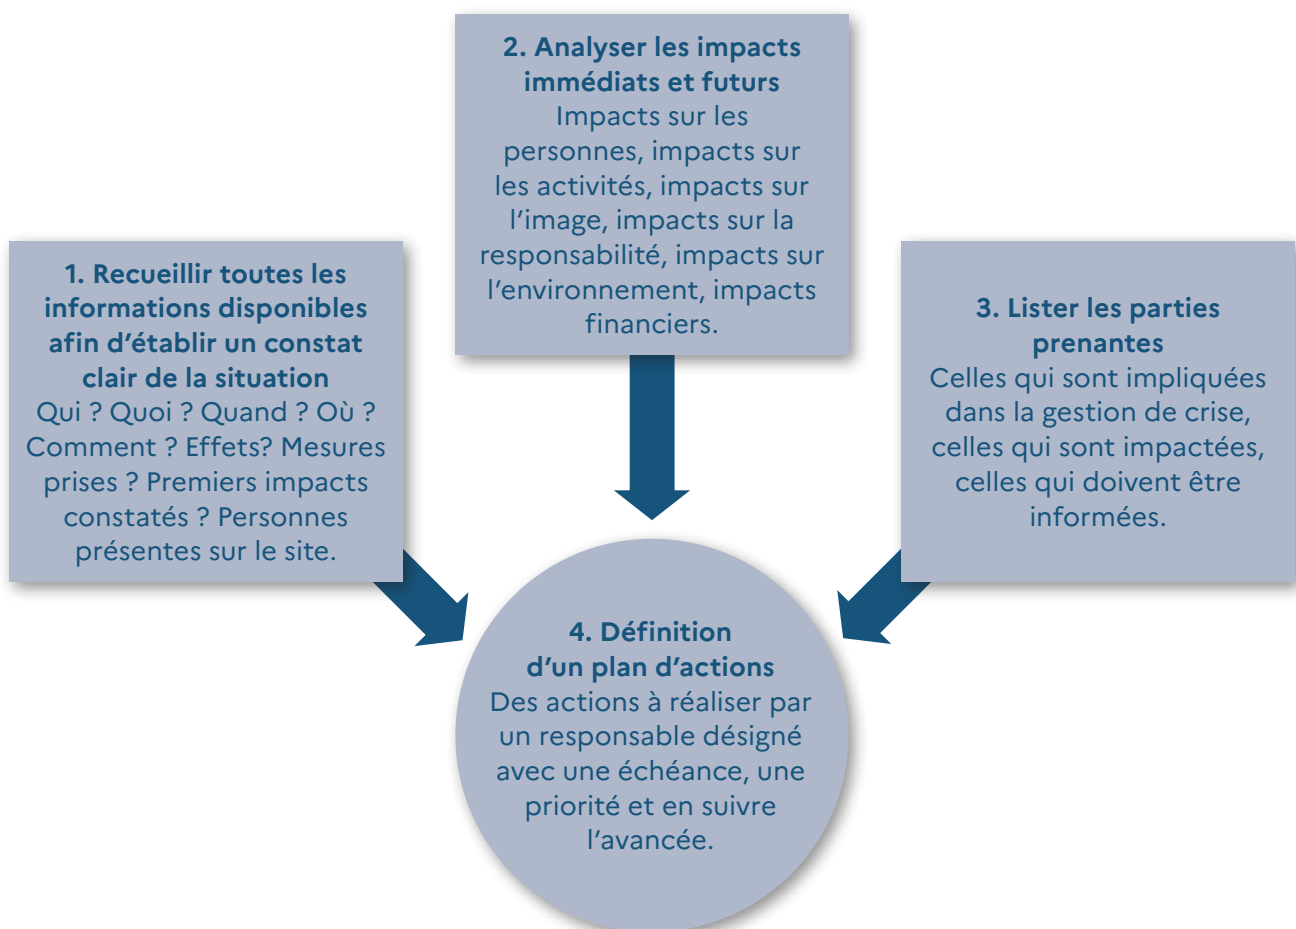 1. Recueillir toutes les
informations disponibles
afin d’établir un constat
clair de la situation
Qui ? Quoi ? Quand ? Où ?
Comment ? Effets? Mesures
prises ? Premiers impacts
constatés ? Personnes
présentes sur le site.
2. Analyser les impacts
immédiats et futurs
Impacts sur les
personnes, impacts sur
les activités, impacts sur
l’image, impacts sur la
responsabilité, impacts sur
l’environnement, impacts
financiers.
3. Lister les parties
prenantes
Celles qui sont impliquées
dans la gestion de crise,
celles qui sont impactées,
celles qui doivent être
informées.
4. Définition
d’un plan d’actions
Des actions à réaliser par
un responsable désigné
avec une échéance, une
priorité et en suivre
l’avancée.